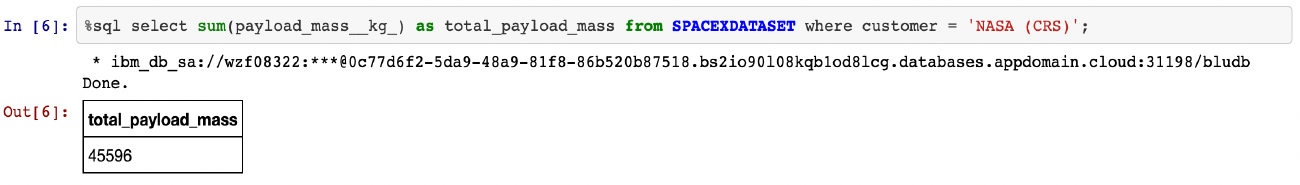 In [6]: %sql select sum(payload_mass__kg_) as total_payload_mass from SPACEXDATASET where customer = 'NASA (CRS)';
* ibm_db_sa://wzf08322:***@0c77d6f2-5da9-48a9-81f8-86b520b87518.bs2io90l08kqb1od8lcg.databases.appdomain.cloud:31198/bludb
Done.
Out[6]: total_payload_mass
45596